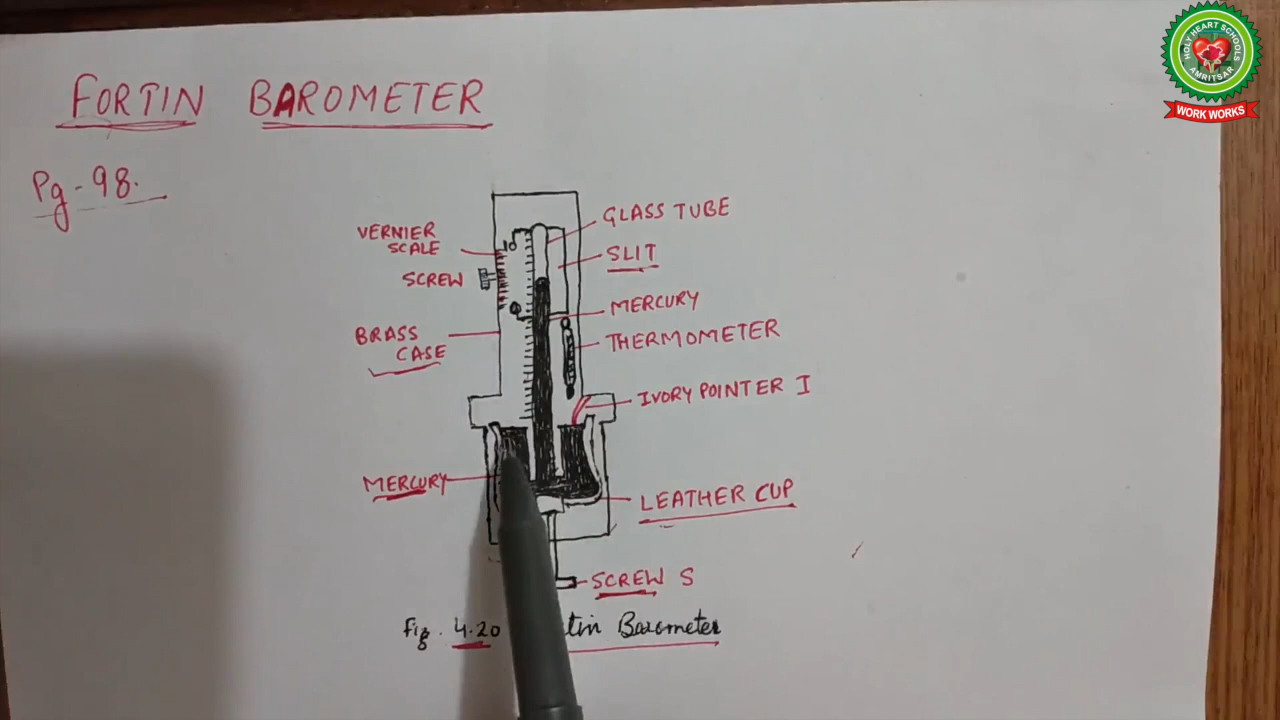 HOLY HEART SCHOOLS
AMRITSAR
WORK WORKS
FORTIN BAROMETER
Pg-98.
GLASS TUBE
VERNIER
SCALE
SLIT
SCREW
MERCURY
BRASS
CASE
THERMOMETER
IVORY POINTER I
MERCURY
LEATHER CUP
SCREW S
Fig. 4.20 Barometer